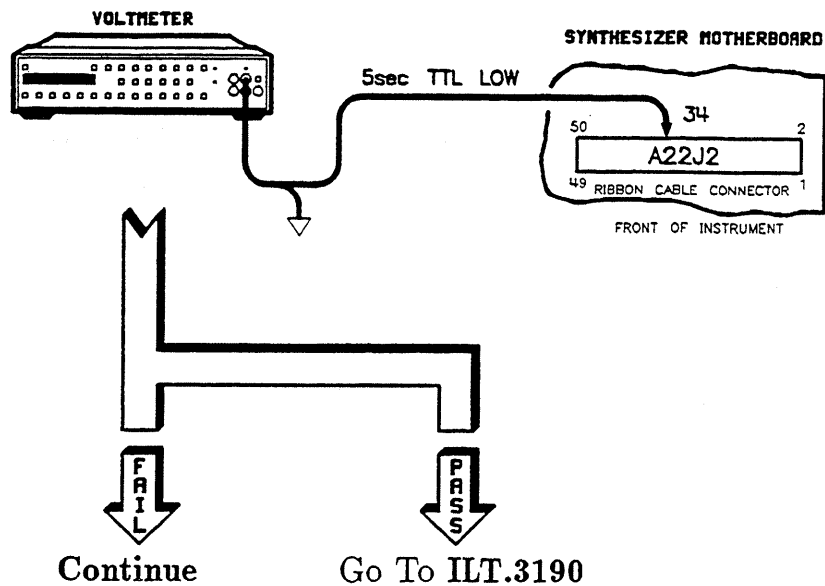 VOLTMETER
SYNTHESIZER MOTHERBOARD
5sec TTL LOW
34
50
2
A22J2
49
RIBBON CABLE CONNECTOR
1
FRONT OF INSTRUMENT
FAIL
PASS
Continue
Go To ILT.3190